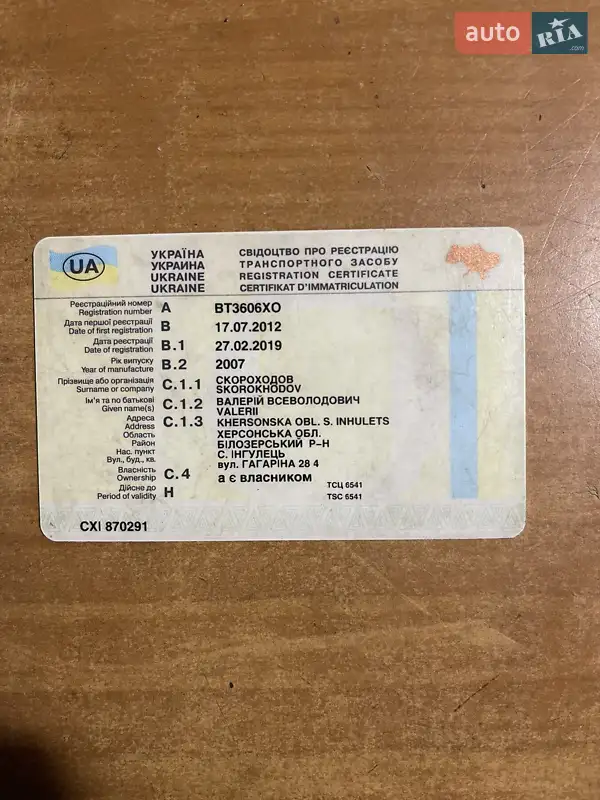 auto RIA .com
UA
УКРАЇНА
УКРАИНА
UKRAINE
UKRAINE
СВІДОЦТВО ПРО РЕЄСТРАЦІЮ
ТРАНСПОРТНОГО ЗАСОБУ
REGISTRATION CERTIFICATE
CERTIFIKAT D'IMMATRICULATION
Реєстраційний номер
Registration number A ВТ3606ХО
Дата першої реєстрації
Date of first registration B 17.07.2012
Дата реєстрації
Date of registration B.1 27.02.2019
Рік випуску
Year of manufacture B.2 2007
Прізвище або організація
Surname or company C.1.1 СКОРОХОДОВ
SKOROKHODOV
Ім'я та по батькові
Given name(s) C.1.2 ВАЛЕРІЙ ВСЕВОЛОДОВИЧ
VALERII
Адреса
Address C.1.3 KHERSONSKA OBL. S. INHULETS
Область ХЕРСОНСЬКА ОБЛ.
Район БІЛОЗЕРСЬКИЙ Р-Н
Нас. пункт С. ІНГУЛЕЦЬ
Вул., буд., кв. вул. ГАГАРІНА 28 4
Власність
Ownership C.4 а є власником
Дійсне до
Period of validity H
ТСЦ 6541
TSC 6541
СХІ 870291